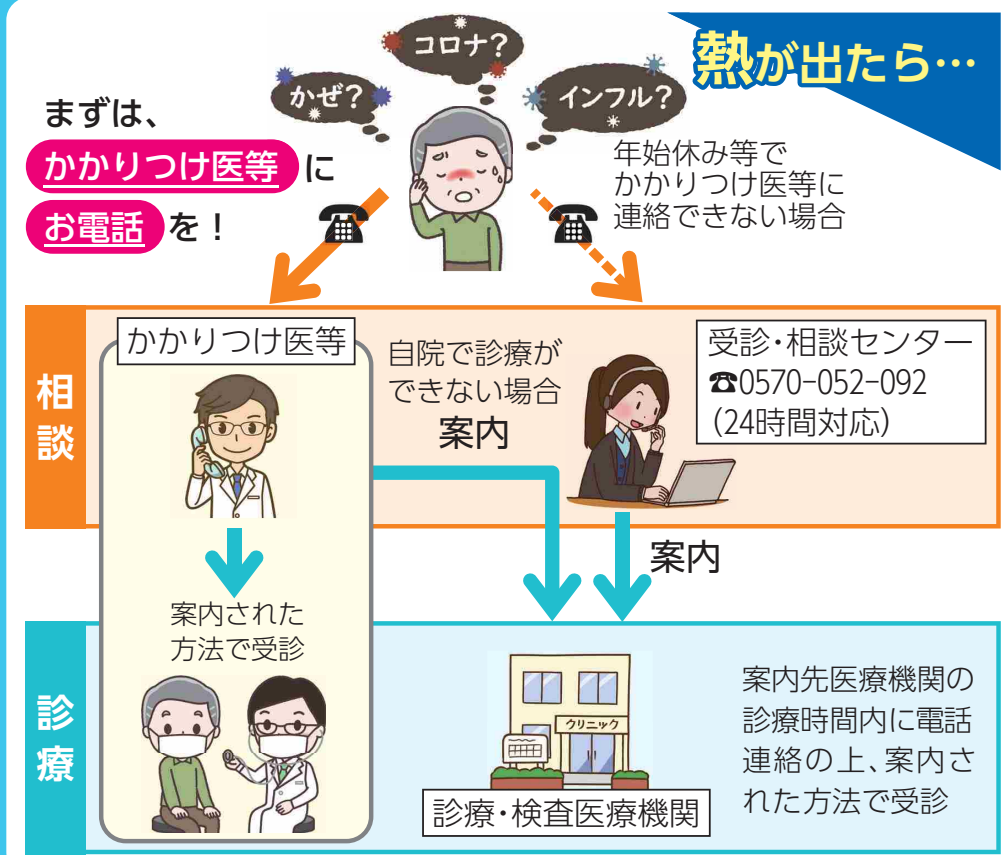 熱が出たら…
コロナ?
かぜ?
インフル?
まずは、
かかりつけ医等に
お電話を!
年始休み等で
かかりつけ医等に
連絡できない場合
相談
かかりつけ医等
自院で診療が
できない場合
案内
受診・相談センター
☎0570-052-092
(24時間対応)
案内
診療
案内された
方法で受診
クリニック
診療・検査医療機関
案内先医療機関の
診療時間内に電話
連絡の上、案内さ
れた方法で受診